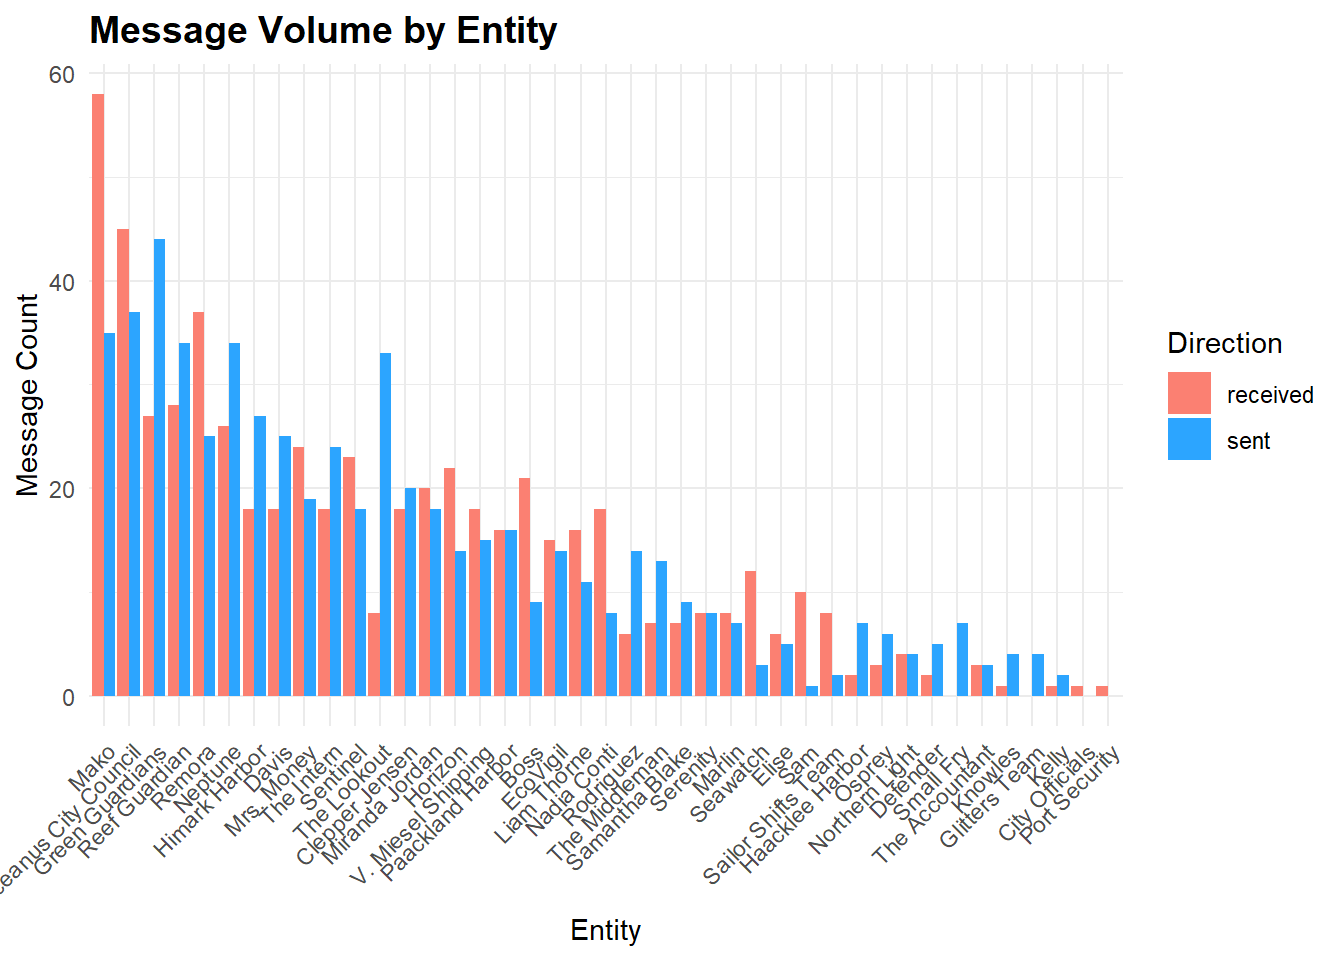 Message Volume by Entity
60
40
20
0
Message Count
Mako
ceanus City Council
Green Guardians
Reef Guardian
Remora
Neptune
Himark Harbor
Davis
Mrs. Money
The Intern
Sentinel
The Lookout
Clepper Jensen
Miranda Jordan
Horizon
V. Miesel Shipping
Paackland Harbor
Boss
EcoVigil
Liam Thorne
Nadia Conti
Rodriguez
The Middleman
Samantha Blake
Serenity
Marlin
Seawatch
Elise
Sam
Sailor Shifts Team
Haacklee Harbor
Osprey
Northern Light
Defender
Small Fry
The Accountant
Knowles
Glitters Team
Kelly
City Officials
Port Security
Entity
Direction
received
sent